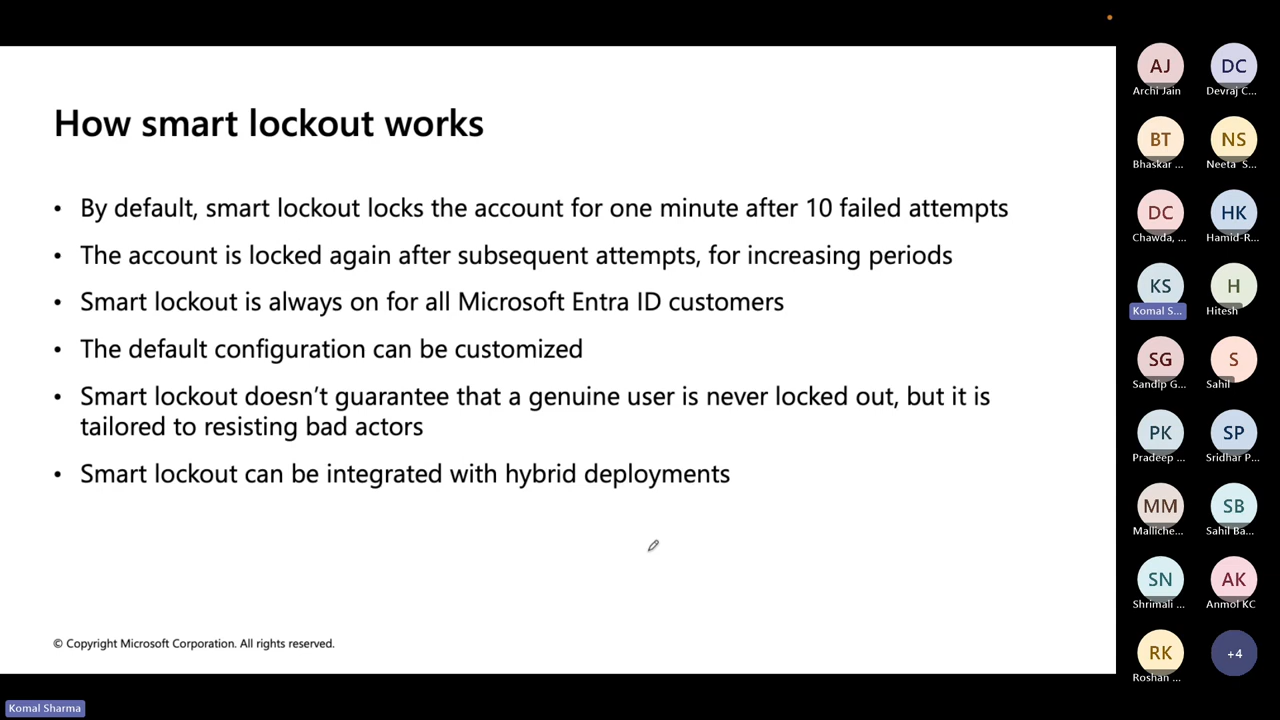 How smart lockout works
• By default, smart lockout locks the account for one minute after 10 failed attempts
• The account is locked again after subsequent attempts, for increasing periods
• Smart lockout is always on for all Microsoft Entra ID customers
• The default configuration can be customized
• Smart lockout doesn’t guarantee that a genuine user is never locked out, but it is
tailored to resisting bad actors
• Smart lockout can be integrated with hybrid deployments
© Copyright Microsoft Corporation. All rights reserved.
Komal Sharma
AJ
Archi Jain
DC
Devraj C...
BT
Bhaskar ...
NS
Neeta S...
DC
Chawda, ...
HK
Hamid-R...
KS
Komal S...
H
Hitesh
SG
Sandip G...
S
Sahil
PK
Pradeep ...
SP
Sridhar P...
MM
Malliche...
SB
Sahil Ba...
SN
Shrimali ...
AK
Anmol KC
RK
Roshan ...
+4